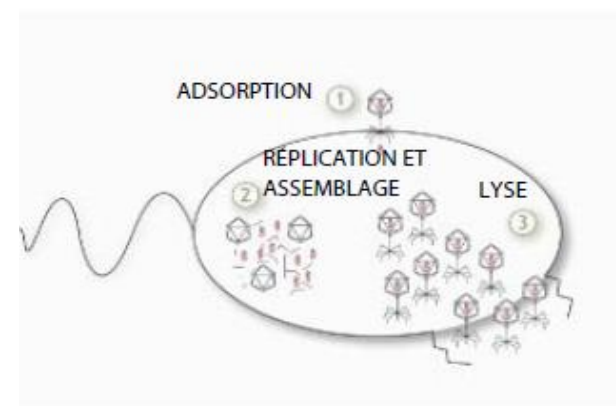 ADSORPTION 1
RÉPLICATION ET
2 ASSEMBLAGE
LYSE
3